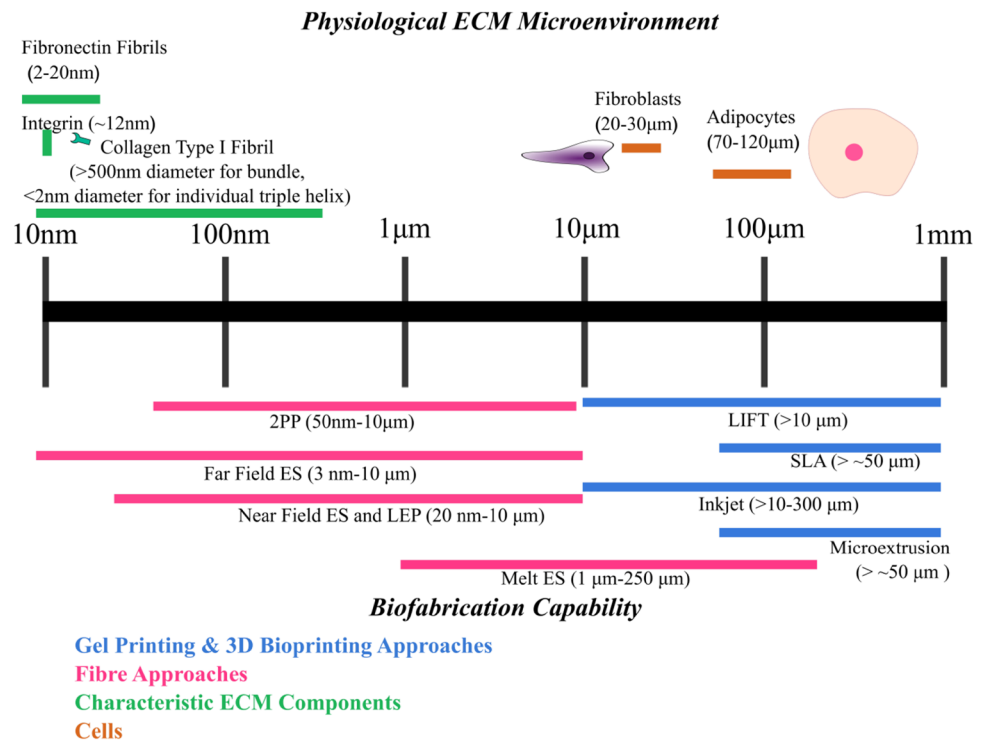 Physiological ECM Microenvironment
Fibronectin Fibrils
(2-20nm)
Integrin (~12nm)
Collagen Type I Fibril
(>500nm diameter for bundle,
<2nm diameter for individual triple helix)
Fibroblasts
(20-30μm)
Adipocytes
(70-120μm)
10nm
100nm
1μm
10μm
100μm
1mm
2PP (50nm-10μm)
LIFT (>10 μm)
SLA (> ~50 μm)
Far Field ES (3 nm-10 μm)
Inkjet (>10-300 μm)
Near Field ES and LEP (20 nm-10 μm)
Microextrusion
(> ~50 μm )
Melt ES (1 μm-250 μm)
Biofabrication Capability
Gel Printing & 3D Bioprinting Approaches
Fibre Approaches
Characteristic ECM Components
Cells